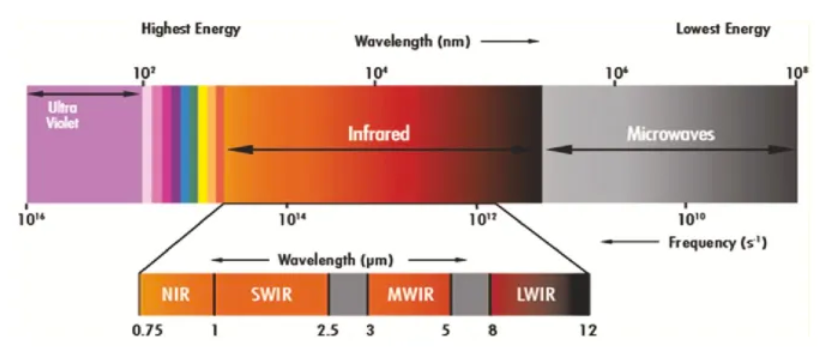 Highest Energy
Wavelength (nm)
Lowest Energy
10² 10⁴ 10⁶ 10⁸
Ultra
Violet
Infrared
Microwaves
10¹⁶ 10¹⁴ 10¹² 10¹⁰
Frequency (s⁻¹)
Wavelength (µm)
NIR SWIR MWIR LWIR
0.75 1 2.5 3 5 8 12